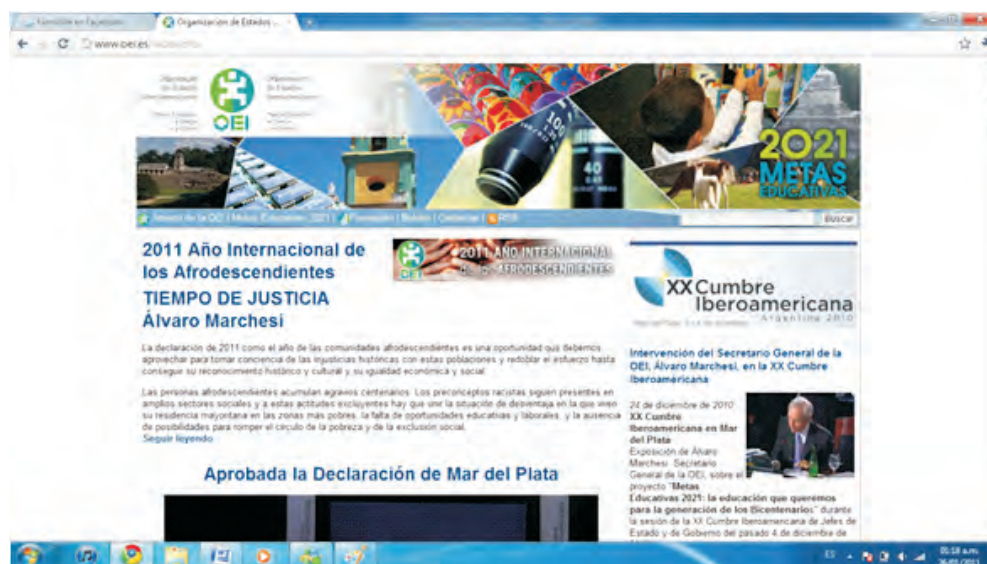 Organización de Estados ...
www.oei.es
OEI
100
40
0.65
2021
METAS
EDUCATIVAS
RSS
Buscar
2011 Año Internacional de
los Afrodescendientes
TIEMPO DE JUSTICIA
Álvaro Marchesi
OEI
2011 AÑO INTERNACIONAL
AFRODESCENDIENTES
La declaración de 2011 como el año de las comunidades afrodescendientes es una oportunidad que debemos
aprovechar para tomar conciencia de las injusticias históricas con estas poblaciones y redoblar el esfuerzo hasta
conseguir su reconocimiento histórico y cultural y su igualdad económica y social.
Las personas afrodescendientes acumulan agravios centenarios. Los preconceptos racistas siguen presentes en
amplios sectores sociales y a estas actitudes excluyentes hay que unir la situación de desventaja en la que viven:
su residencia mayoritaria en las zonas más pobres, la falta de oportunidades educativas y laborales, y la ausencia
de posibilidades para romper el círculo de la pobreza y de la exclusión social.
Seguir leyendo
Aprobada la Declaración de Mar del Plata
XX Cumbre
Iberoamericana
Argentina 2010
Intervención del Secretario General de la
OEI, Álvaro Marchesi, en la XX Cumbre
Iberoamericana
24 de diciembre de 2010
XX Cumbre
Iberoamericana en Mar
del Plata
Exposición de Álvaro
Marchesi. Secretario
General de la OEI, sobre el
proyecto "Metas
Educativas 2021: la educación que queremos
para la generación de los Bicentenarios" durante
la sesión de la XX Cumbre Iberoamericana de Jefes de
Estado y de Gobierno del pasado 4 de diciembre de
ES
01:18 a.m.